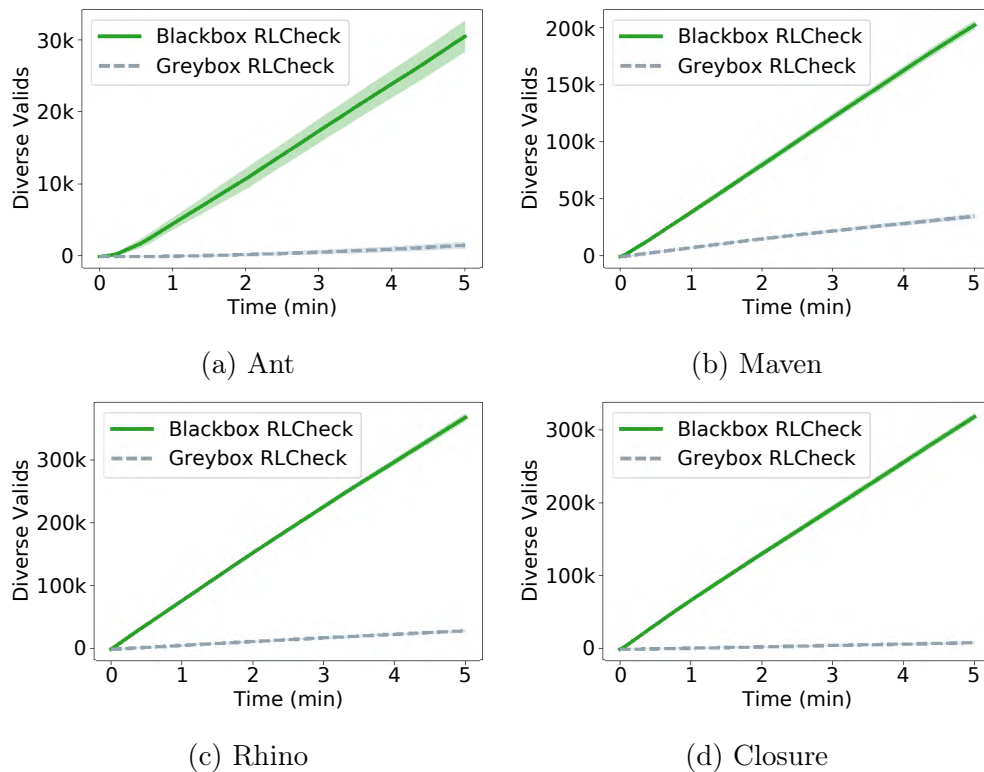 30k
20k
10k
0
Diverse Valids
Blackbox RLCheck
Greybox RLCheck
0 1 2 3 4 5
Time (min)
(a) Ant
200k
150k
100k
50k
0
Diverse Valids
Blackbox RLCheck
Greybox RLCheck
0 1 2 3 4 5
Time (min)
(b) Maven
300k
200k
100k
0
Diverse Valids
Blackbox RLCheck
Greybox RLCheck
0 1 2 3 4 5
Time (min)
(c) Rhino
300k
200k
100k
0
Diverse Valids
Blackbox RLCheck
Greybox RLCheck
0 1 2 3 4 5
Time (min)
(d) Closure